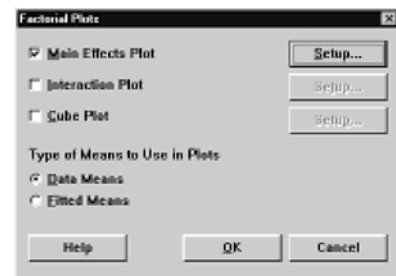 Factorial Plots
Main Effects Plot Setup...
Interaction Plot Setup...
Cube Plot Setup...
Type of Means to Use in Plots
Data Means
Fitted Means
Help OK Cancel